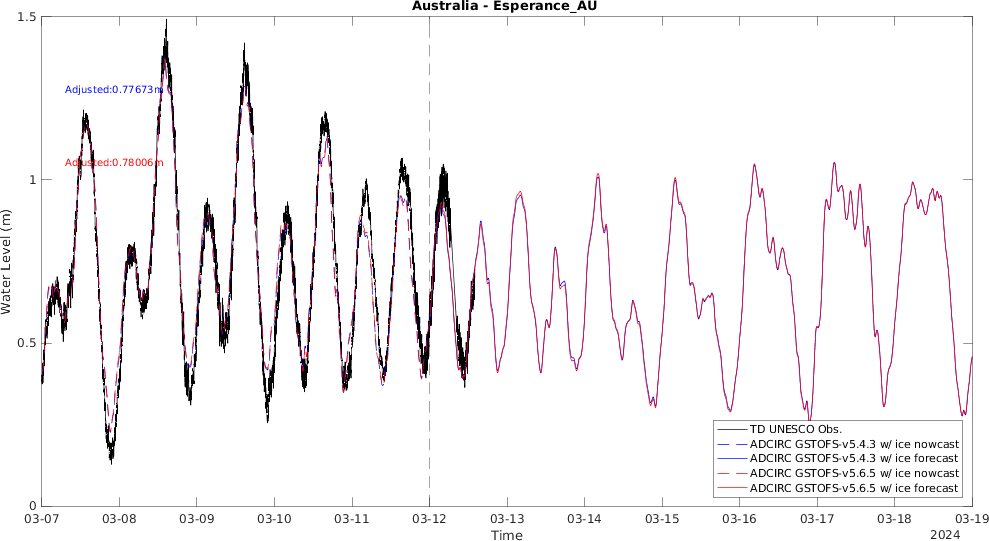 Australia - Esperance_AU
1.5
Adjusted:0.77673m
Adjusted:0.78006m
1
Water Level (m)
0.5
TD UNESCO Obs.
ADCIRC GSTOFS-v5.4.3 w/ ice nowcast
ADCIRC GSTOFS-v5.4.3 w/ ice forecast
ADCIRC GSTOFS-v5.6.5 w/ ice nowcast
ADCIRC GSTOFS-v5.6.5 w/ ice forecast
0
03-07 03-08 03-09 03-10 03-11 03-12 03-13 03-14 03-15 03-16 03-17 03-18 03-19
Time
2024